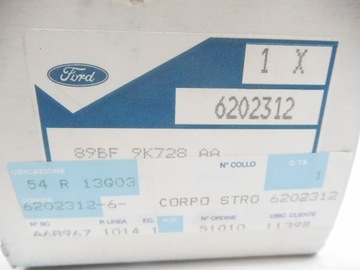 Ford
1 X
6202312
89BF 9K728 AA
UBICAZIONE
N° COLLO
Q.TA
54 R 13G03
1
6202312-6-
CORPO STRO 6202312
N° BC
P. LINEA
P.O.
N° ORDINE
UBIC. CLIENTE
468967 1014 1
51010
11398